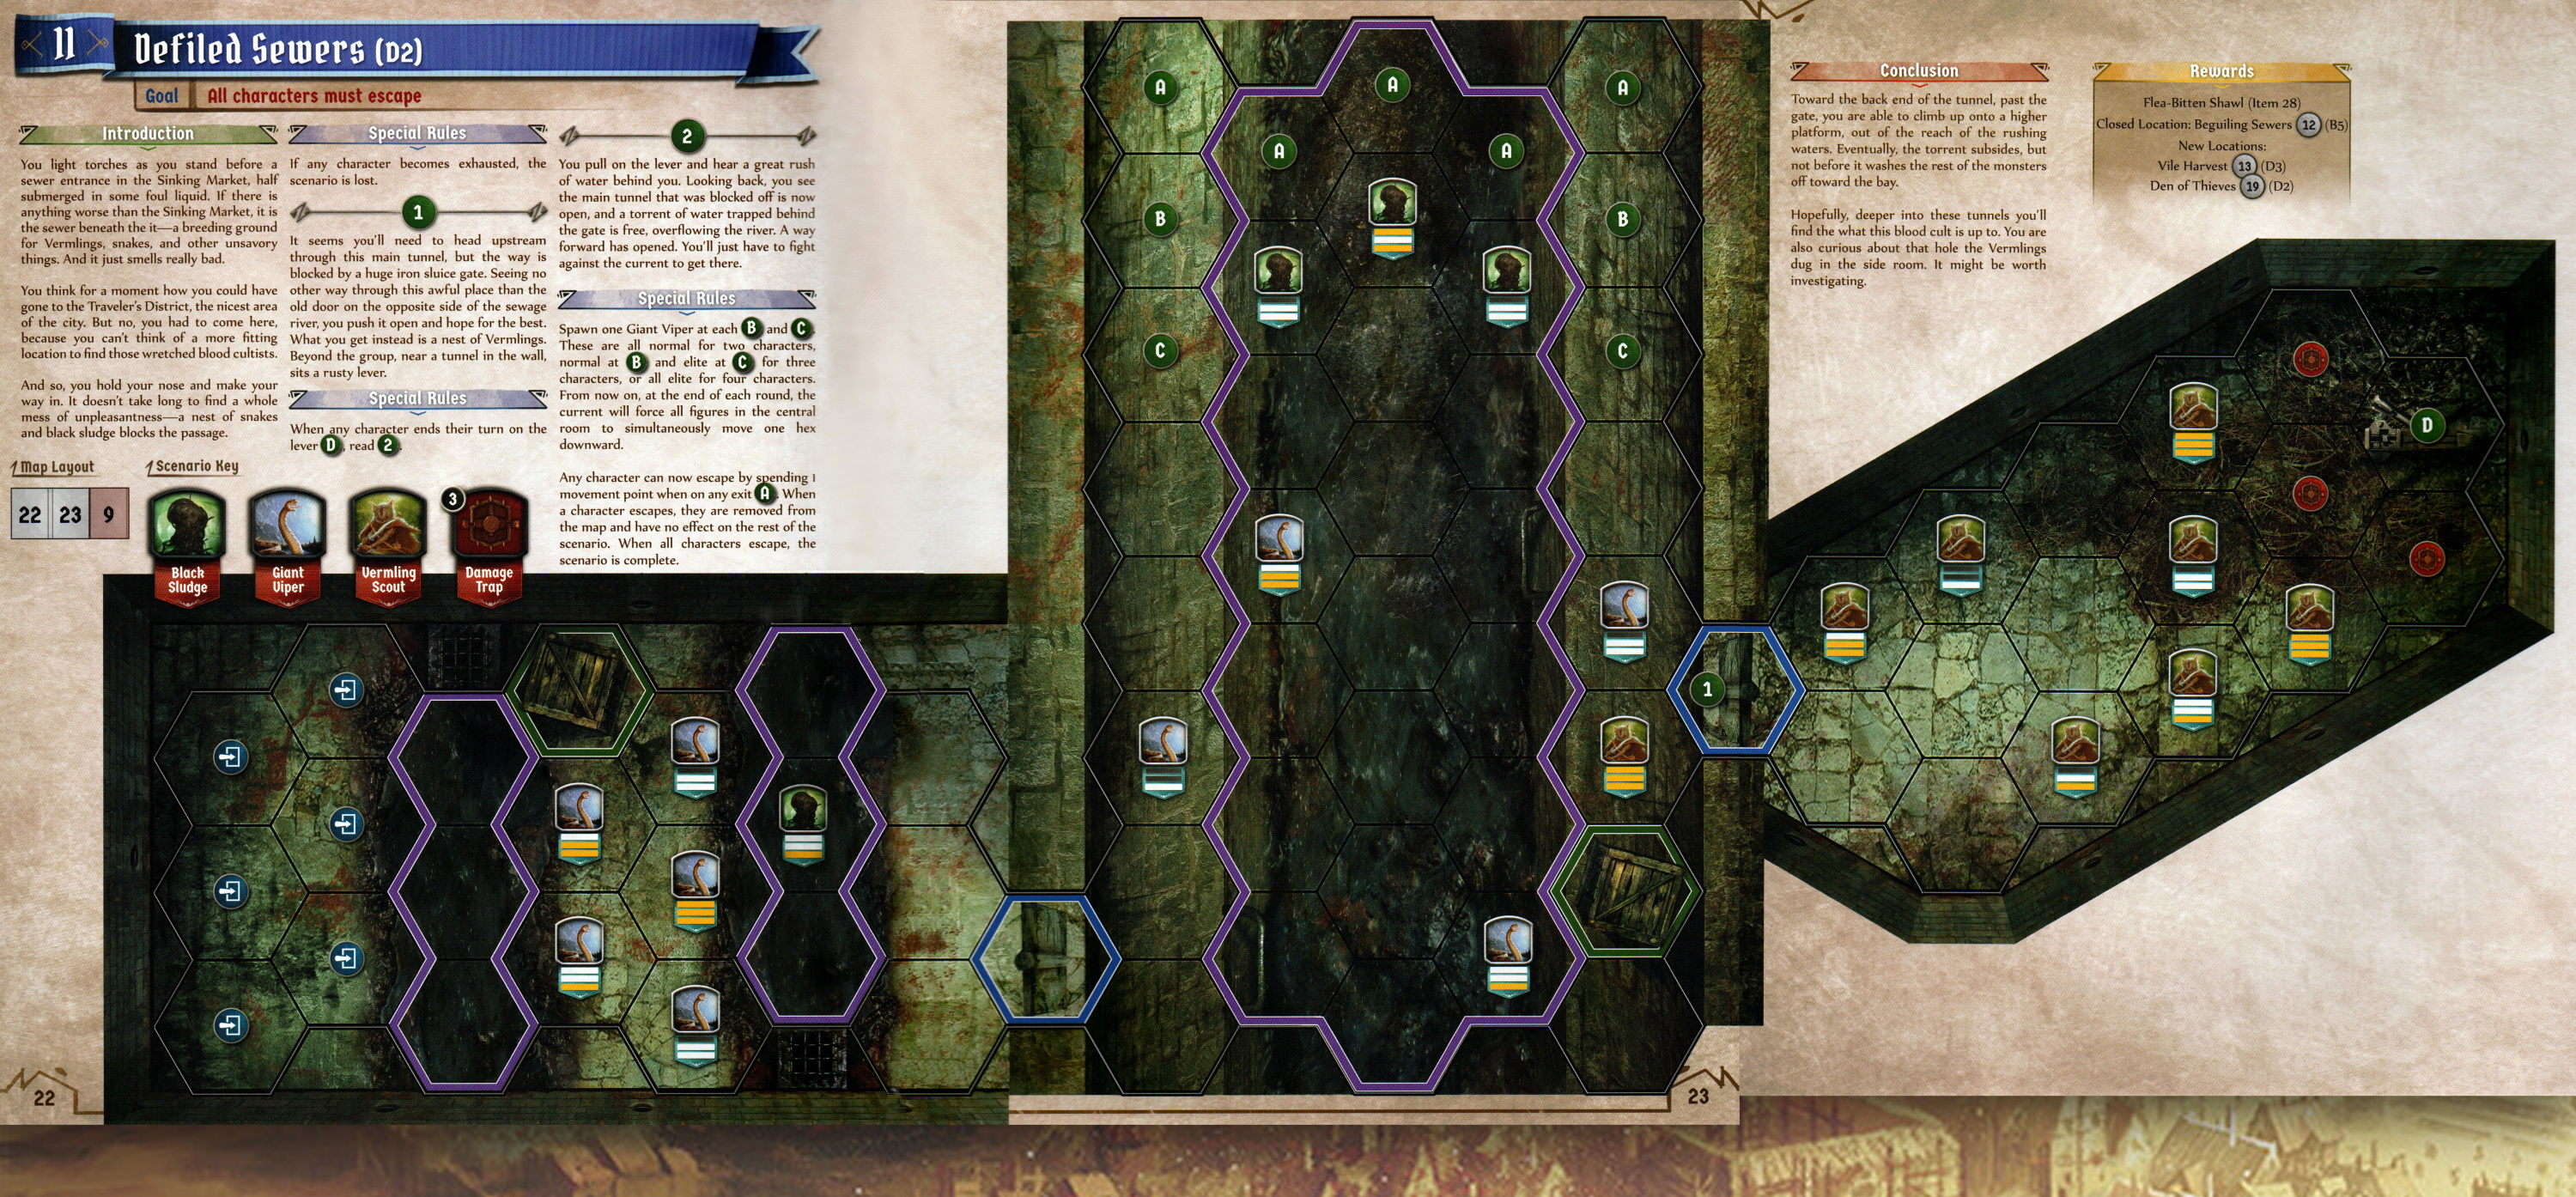 11
Defiled Sewers (D2)
Goal All characters must escape
Introduction
You light torches as you stand before a
sewer entrance in the Sinking Market, half
submerged in some foul liquid. If there is
anything worse than the Sinking Market, it is
the sewer beneath the it—a breeding ground
for Vermlings, snakes, and other unsavory
things. And it just smells really bad.
You think for a moment how you could have
gone to the Traveler's District, the nicest area
of the city. But no, you had to come here,
because you can't think of a more fitting
location to find those wretched blood cultists.
And so, you hold your nose and make your
way in. It doesn't take long to find a whole
mess of unpleasantness—a nest of snakes
and black sludge blocks the passage.
Map Layout
22 23 9
Scenario Key
Black
Sludge
Giant
Viper
Vermling
Scout
3
Damage
Trap
Special Rules
If any character becomes exhausted, the
scenario is lost.
1
It seems you'll need to head upstream
through this main tunnel, but the way is
blocked by a huge iron sluice gate. Seeing no
other way through this awful place than the
old door on the opposite side of the sewage
river, you push it open and hope for the best.
What you get instead is a nest of Vermlings.
Beyond the group, near a tunnel in the wall,
sits a rusty lever.
Special Rules
When any character ends their turn on the
lever D, read 2.
2
You pull on the lever and hear a great rush
of water behind you. Looking back, you see
the main tunnel that was blocked off is now
open, and a torrent of water trapped behind
the gate is free, overflowing the river. A way
forward has opened. You'll just have to fight
against the current to get there.
Special Rules
Spawn one Giant Viper at each B and C.
These are all normal for two characters,
normal at B and elite at C for three
characters, or all elite for four characters.
From now on, at the end of each round, the
current will force all figures in the central
room to simultaneously move one hex
downward.
Any character can now escape by spending 1
movement point when on any exit A. When
a character escapes, they are removed from
the map and have no effect on the rest of the
scenario. When all characters escape, the
scenario is complete.
A A A
A A
B B
C C
1
D
22
23
Conclusion
Toward the back end of the tunnel, past the
gate, you are able to climb up onto a higher
platform, out of the reach of the rushing
waters. Eventually, the torrent subsides, but
not before it washes the rest of the monsters
off toward the bay.
Hopefully, deeper into these tunnels you'll
find the what this blood cult is up to. You are
also curious about that hole the Vermlings
dug in the side room. It might be worth
investigating.
Rewards
Flea-Bitten Shawl (Item 28)
Closed Location: Beguiling Sewers 12 (B5)
New Locations:
Vile Harvest 13 (D3)
Den of Thieves 19 (D2)